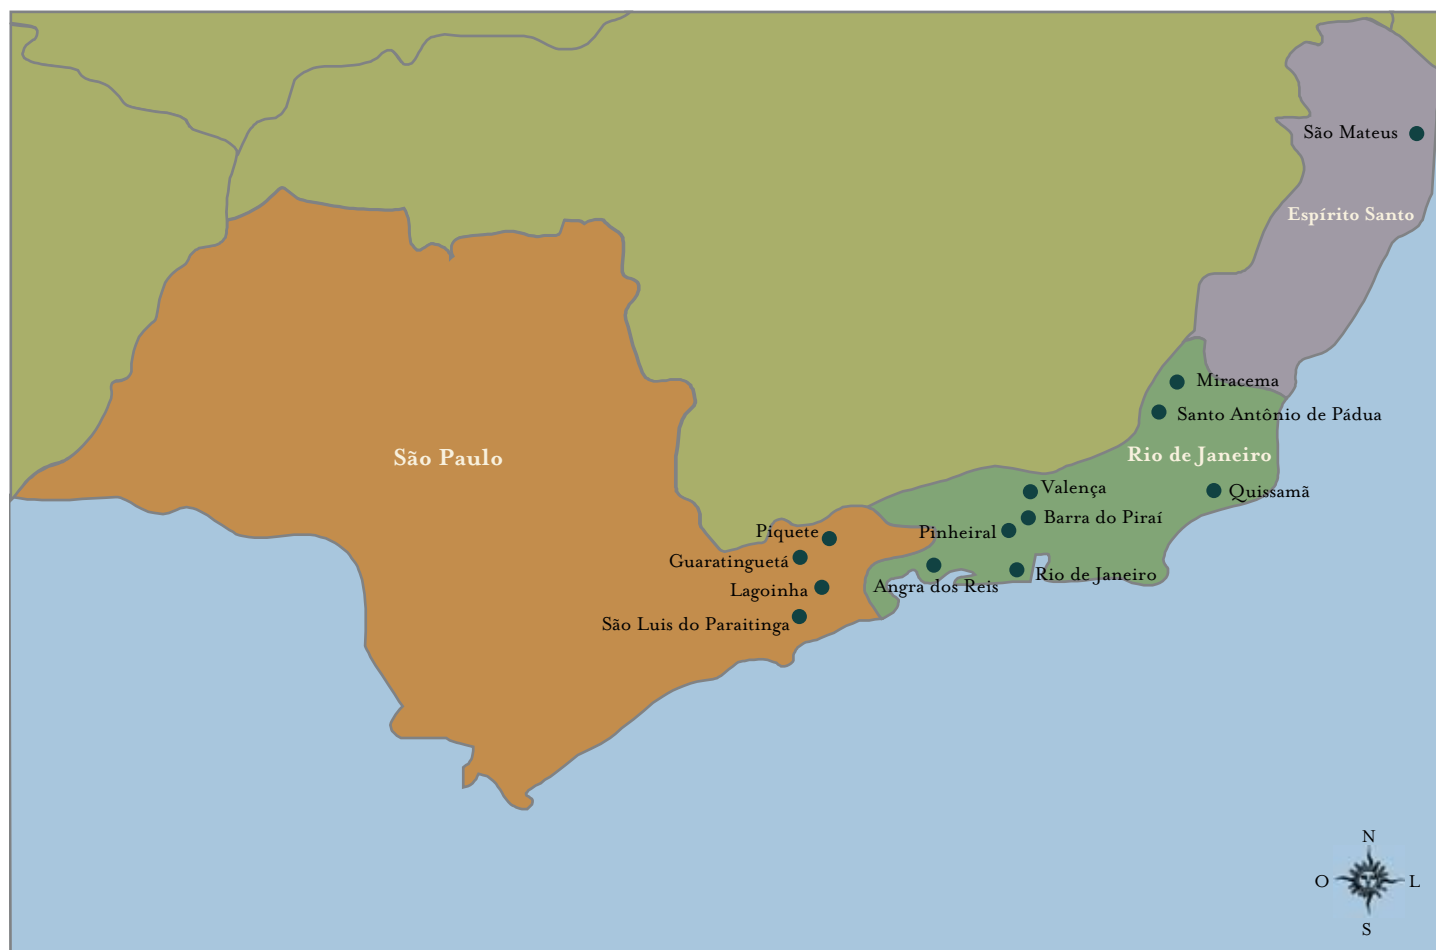 São Mateus
Espírito Santo
Miracema
Santo Antônio de Pádua
Rio de Janeiro
São Paulo
Valença
Quissamã
Barra do Piraí
Piquete
Pinheiral
Guaratinguetá
Rio de Janeiro
Angra dos Reis
Lagoinha
São Luis do Paraitinga
N
O
L
S